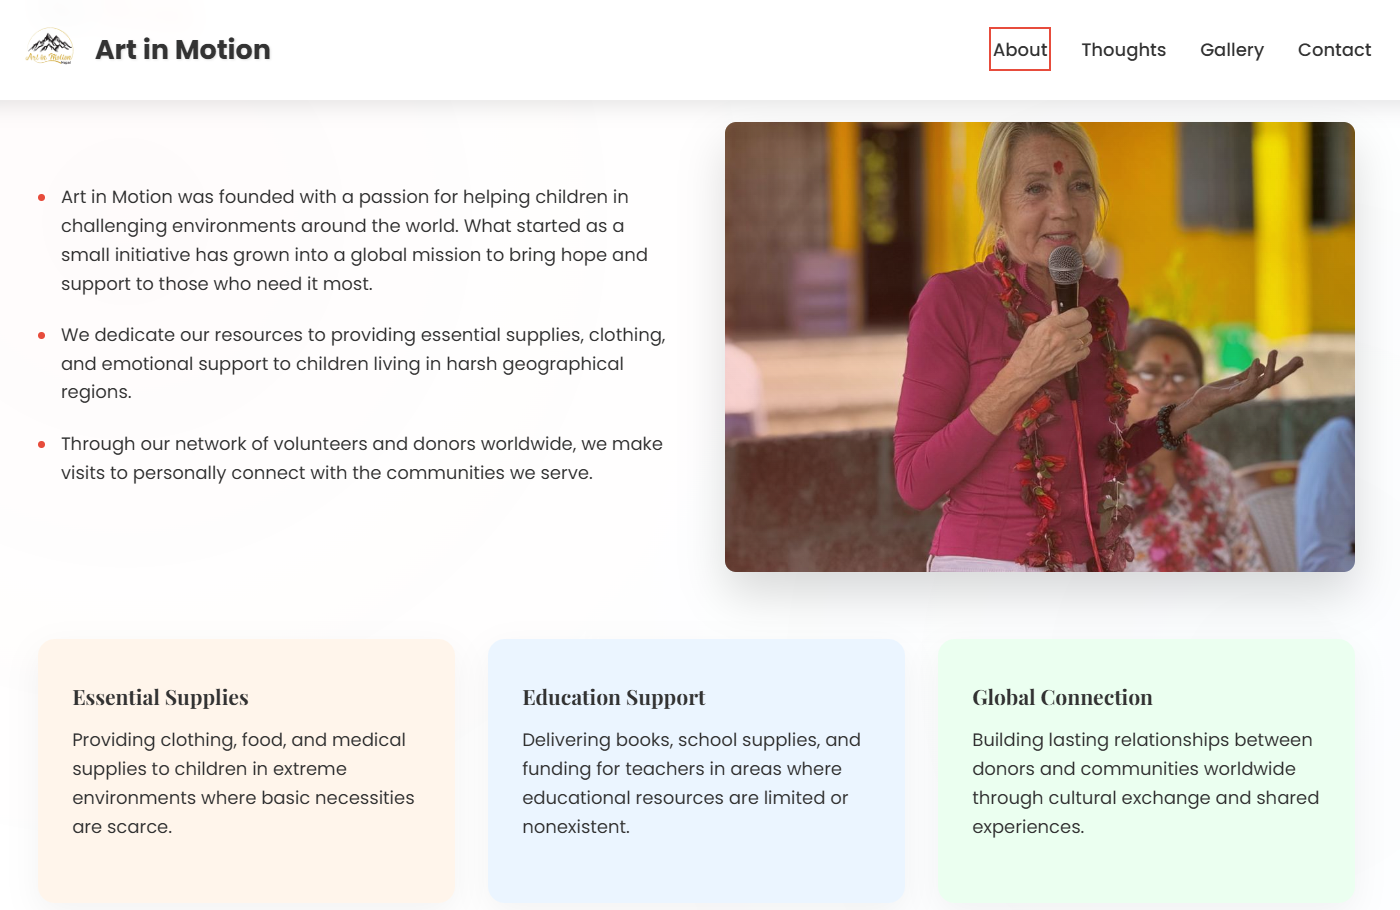 Art in Motion
Art in Motion
About
Thoughts
Gallery
Contact
Art in Motion was founded with a passion for helping children in
challenging environments around the world. What started as a
small initiative has grown into a global mission to bring hope and
support to those who need it most.
We dedicate our resources to providing essential supplies, clothing,
and emotional support to children living in harsh geographical
regions.
Through our network of volunteers and donors worldwide, we make
visits to personally connect with the communities we serve.
Essential Supplies
Providing clothing, food, and medical
supplies to children in extreme
environments where basic necessities
are scarce.
Education Support
Delivering books, school supplies, and
funding for teachers in areas where
educational resources are limited or
nonexistent.
Global Connection
Building lasting relationships between
donors and communities worldwide
through cultural exchange and shared
experiences.